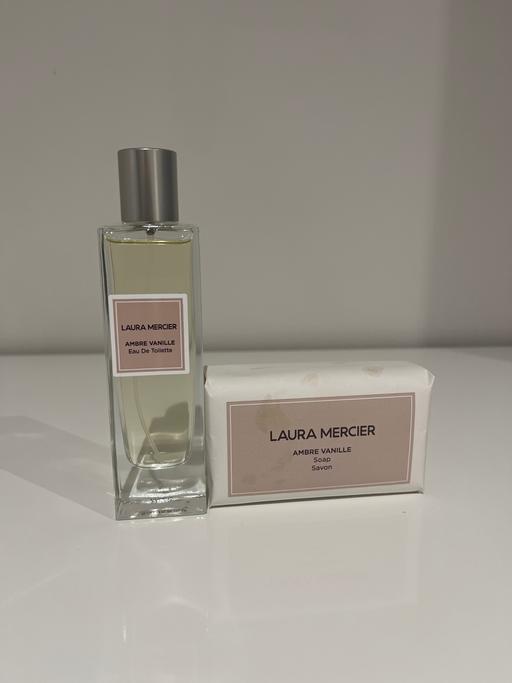 LAURA MERCIER
AMBRE VANILLE
Eau De Toilette
LAURA MERCIER
AMBRE VANILLE
Soap
Savon